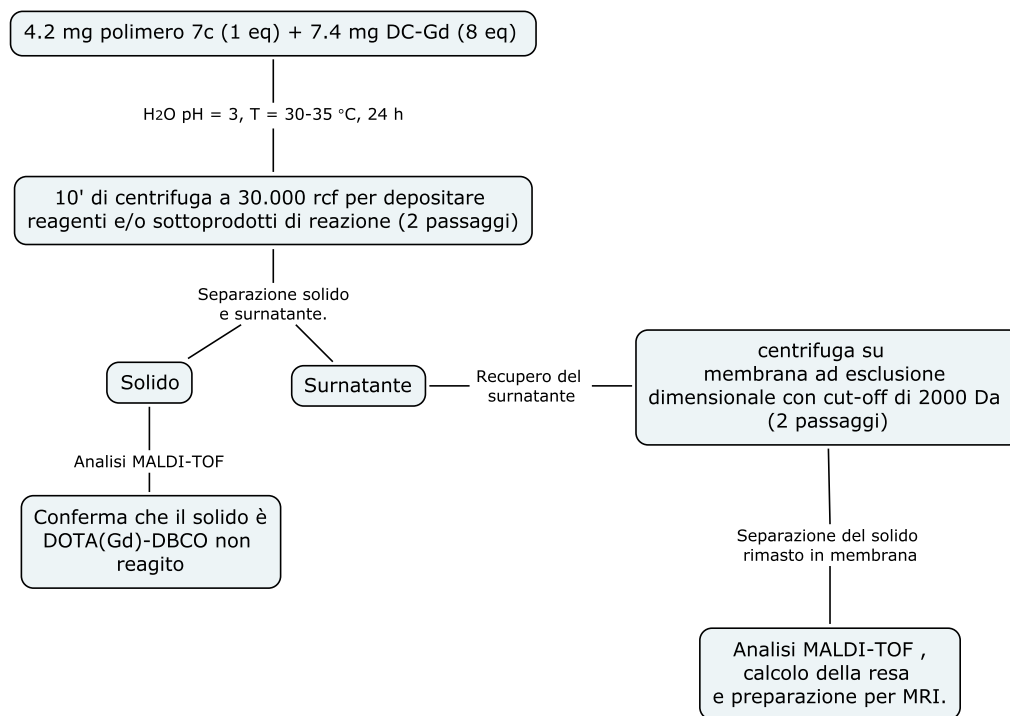 4.2 mg polimero 7c (1 eq) + 7.4 mg DC-Gd (8 eq)
H2O pH = 3, T = 30-35 °C, 24 h
10' di centrifuga a 30.000 rcf per depositare
reagenti e/o sottoprodotti di reazione (2 passaggi)
Separazione solido
e surnatante.
Solido
Surnatante
Recupero del
surnatante
centrifuga su
membrana ad esclusione
dimensionale con cut-off di 2000 Da
(2 passaggi)
Analisi MALDI-TOF
Conferma che il solido è
DOTA(Gd)-DBCO non
reagito
Separazione del solido
rimasto in membrana
Analisi MALDI-TOF ,
calcolo della resa
e preparazione per MRI.